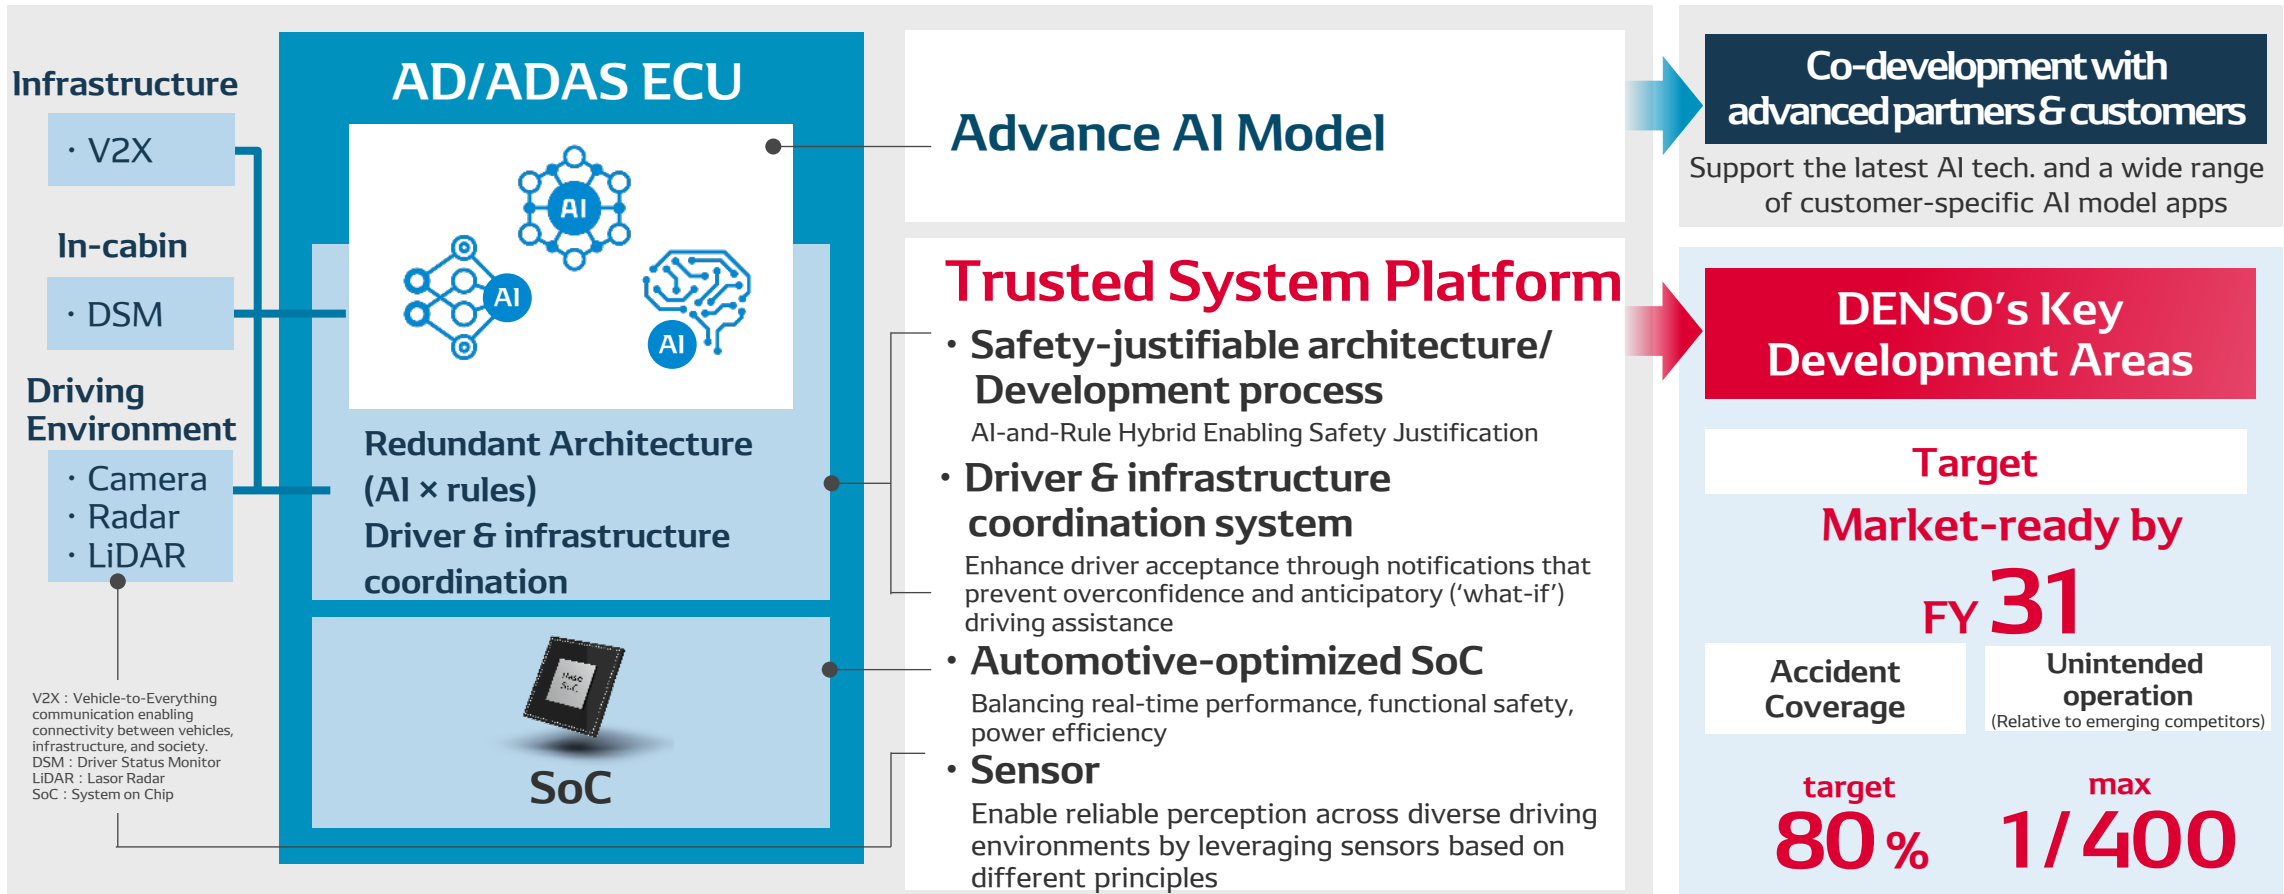 Infrastructure
・V2X
In-cabin
・DSM
Driving
Environment
・Camera
・Radar
・LiDAR
V2X : Vehicle-to-Everything
communication enabling
connectivity between vehicles,
infrastructure, and society.
DSM : Driver Status Monitor
LiDAR : Lasor Radar
SoC : System on Chip
AD/ADAS ECU
AI
AI
AI
Redundant Architecture
(AI × rules)
Driver & infrastructure
coordination
SoC
SoC
Advance AI Model
Trusted System Platform
・Safety-justifiable architecture/
Development process
AI-and-Rule Hybrid Enabling Safety Justification
・Driver & infrastructure
coordination system
Enhance driver acceptance through notifications that
prevent overconfidence and anticipatory (‘what-if’)
driving assistance
・Automotive-optimized SoC
Balancing real-time performance, functional safety,
power efficiency
・Sensor
Enable reliable perception across diverse driving
environments by leveraging sensors based on
different principles
Co-development with
advanced partners & customers
Support the latest AI tech. and a wide range
of customer-specific AI model apps
DENSO’s Key
Development Areas
Target
Market-ready by
FY 31
Accident
Coverage
target
80 %
Unintended
operation
(Relative to emerging competitors)
max
1/400